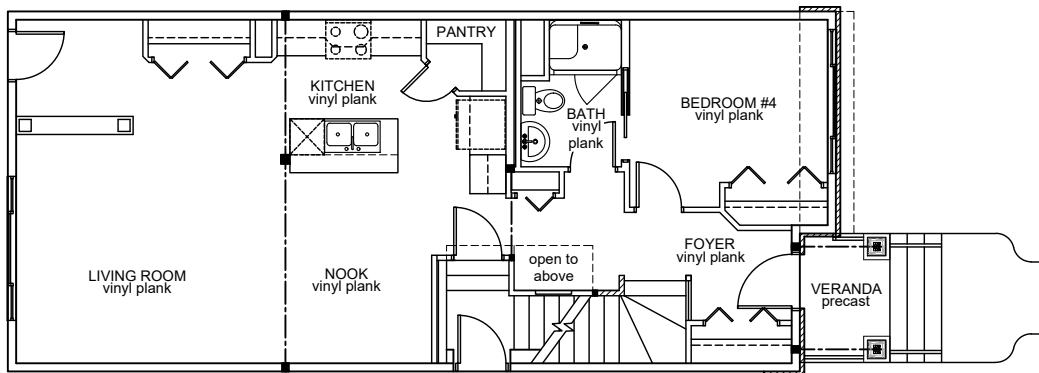 PANTRY
KITCHEN
vinyl plank
BATH
vinyl
plank
BEDROOM #4
vinyl plank
LIVING ROOM
vinyl plank
NOOK
vinyl plank
open to
above
FOYER
vinyl plank
VERANDA
precast